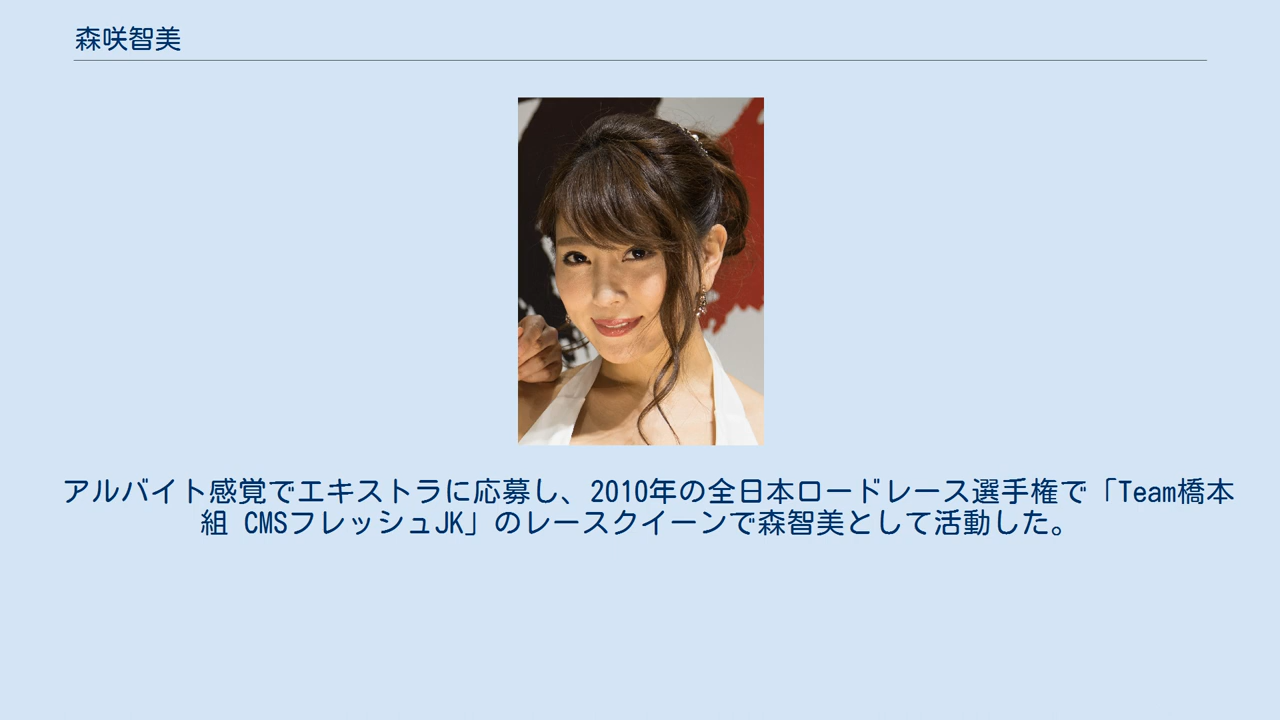 森咲智美
アルバイト感覚でエキストラに応募し、2010年の全日本ロードレース選手権で「Team橋本
組 CMSフレッシュJK」のレースクイーンで森智美として活動した。